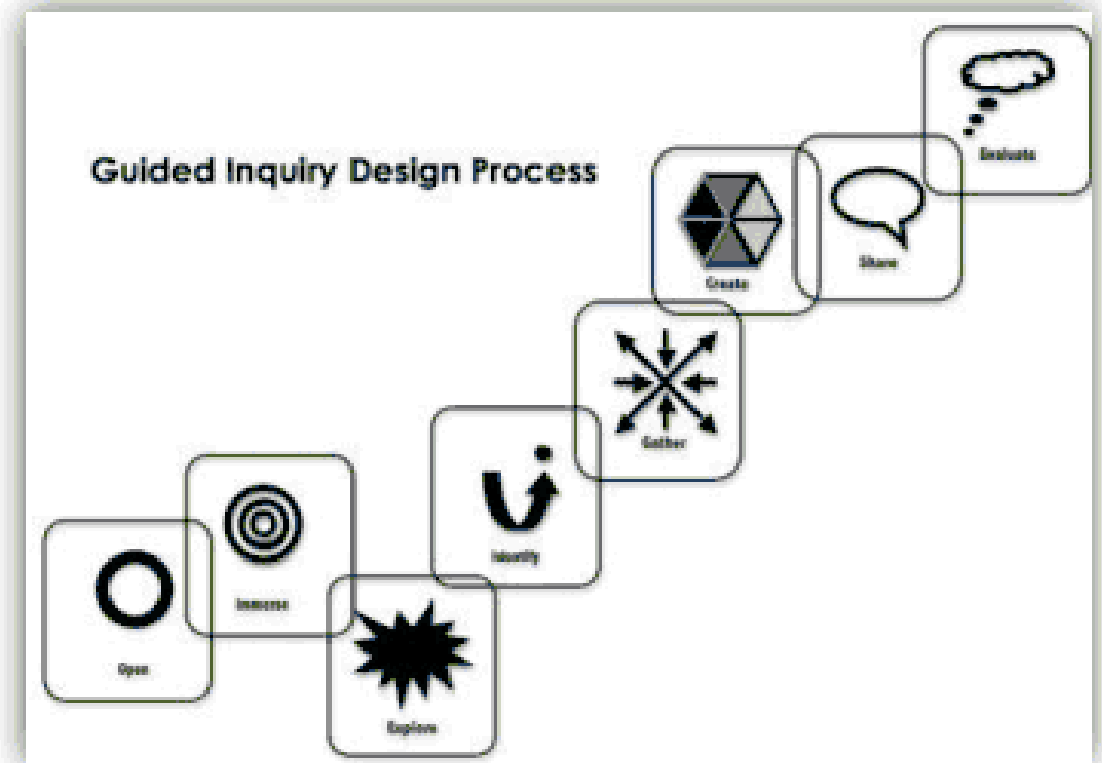 Guided Inquiry Design Process
Open
Immerse
Explore
Identify
Gather
Create
Share
Evaluate